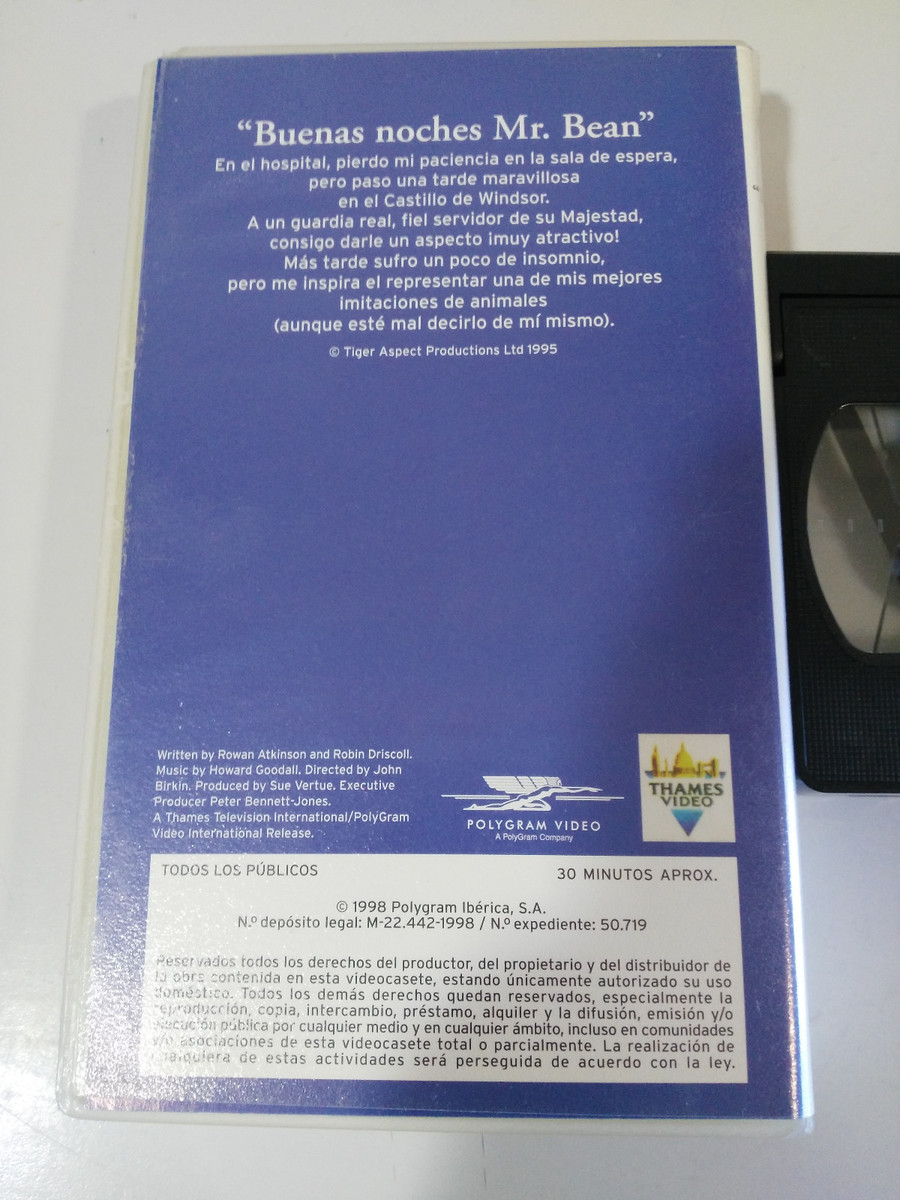 “Buenas noches Mr. Bean”
En el hospital, pierdo mi paciencia en la sala de espera,
pero paso una tarde maravillosa
en el Castillo de Windsor.
A un guardia real, fiel servidor de su Majestad,
consigo darle un aspecto ¡muy atractivo!
Más tarde sufro un poco de insomnio,
pero me inspira el representar una de mis mejores
imitaciones de animales
(aunque esté mal decirlo de mí mismo).
© Tiger Aspect Productions Ltd 1995
Written by Rowan Atkinson and Robin Driscoll.
Music by Howard Goodall. Directed by John
Birkin. Produced by Sue Vertue. Executive
Producer Peter Bennett-Jones.
A Thames Television International/PolyGram
Video International Release.
POLYGRAM VIDEO
A PolyGram Company
THAMES
VIDEO
TODOS LOS PÚBLICOS
30 MINUTOS APROX.
© 1998 Polygram Ibérica, S.A.
N.º depósito legal: M-22.442-1998 / N.º expediente: 50.719
Reservados todos los derechos del productor, del propietario y del distribuidor de
la obra contenida en esta videocasete, estando únicamente autorizado su uso
doméstico. Todos los demás derechos quedan reservados, especialmente la
reproducción, copia, intercambio, préstamo, alquiler y la difusión, emisión y/o
ejecución pública por cualquier medio y en cualquier ámbito, incluso en comunidades
y/o asociaciones de esta videocasete total o parcialmente. La realización de
cualquiera de estas actividades será perseguida de acuerdo con la ley.